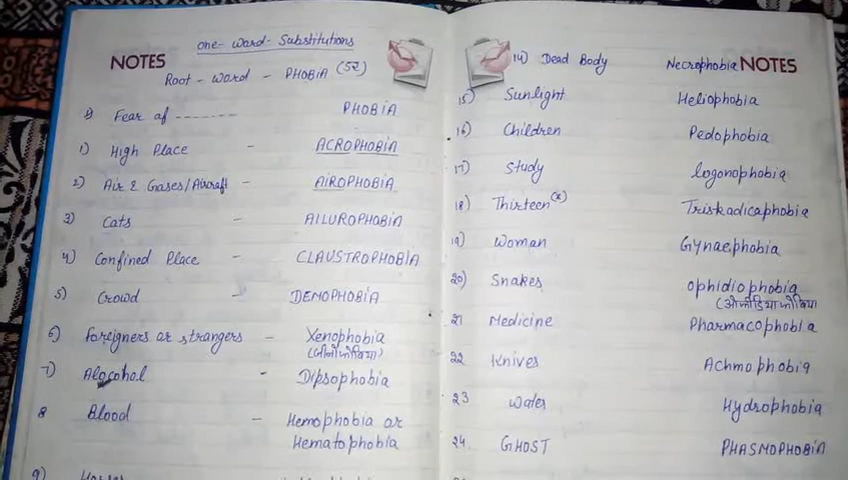 one-word-Substitutions
NOTES
Root-word - PHOBIA (डर)
Fear of ------- PHOBIA
1) High Place - ACROPHOBIA
2) Air & Gases/Aircraft - AIROPHOBIA
3) Cats - AILUROPHOBIA
4) Confined Place - CLAUSTROPHOBIA
5) Crowd - DEMOPHOBIA
6) foreigners or strangers - Xenophobia
(जीनोफोबिया)
7) Alocohol - Dipsophobia
8 Blood - Hemophobia or
Hematophobia
9)
14) Dead Body Necrophobia NOTES
15) Sunlight Heliophobia
16) Children Pedophobia
17) Study logonophobia
18) Thirteen (x) Triskadicaphobia
19) Woman Gynaephobia
20) Snakes ophidiophobia
(ओफीडियाफोबिया
21 Medicine Pharmacophobia
22 Knives Achmophobia
23 Water Hydrophobia
24. GHOST PHASMOPHOBIA